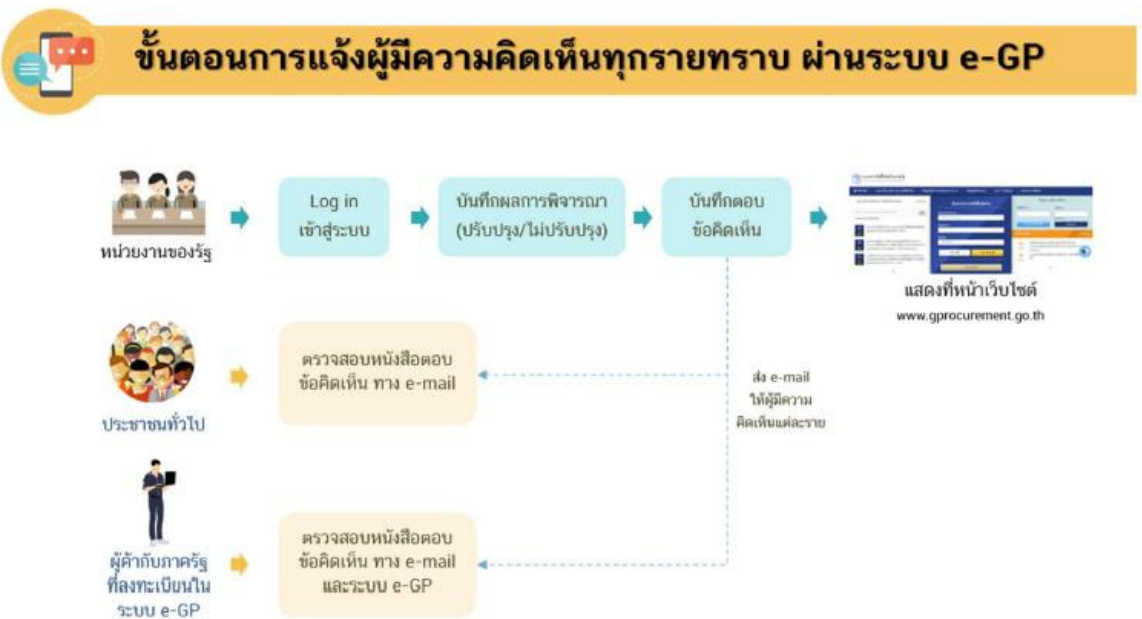 ขั้นตอนการแจ้งผู้มีความคิดเห็นทุกรายทราบ ผ่านระบบ e-GP
หน่วยงานของรัฐ
Log in
เข้าสู่ระบบ
บันทึกผลการพิจารณา
(ปรับปรุง/ไม่ปรับปรุง)
บันทึกตอบ
ข้อคิดเห็น
แสดงที่หน้าเว็บไซต์
www.gprocurement.go.th
ประชาชนทั่วไป
ตรวจสอบหนังสือตอบ
ข้อคิดเห็น ทาง e-mail
ส่ง e-mail
ให้ผู้มีความ
คิดเห็นแต่ละราย
ผู้ค้ากับภาครัฐ
ที่ลงทะเบียนใน
ระบบ e-GP
ตรวจสอบหนังสือตอบ
ข้อคิดเห็น ทาง e-mail
และระบบ e-GP